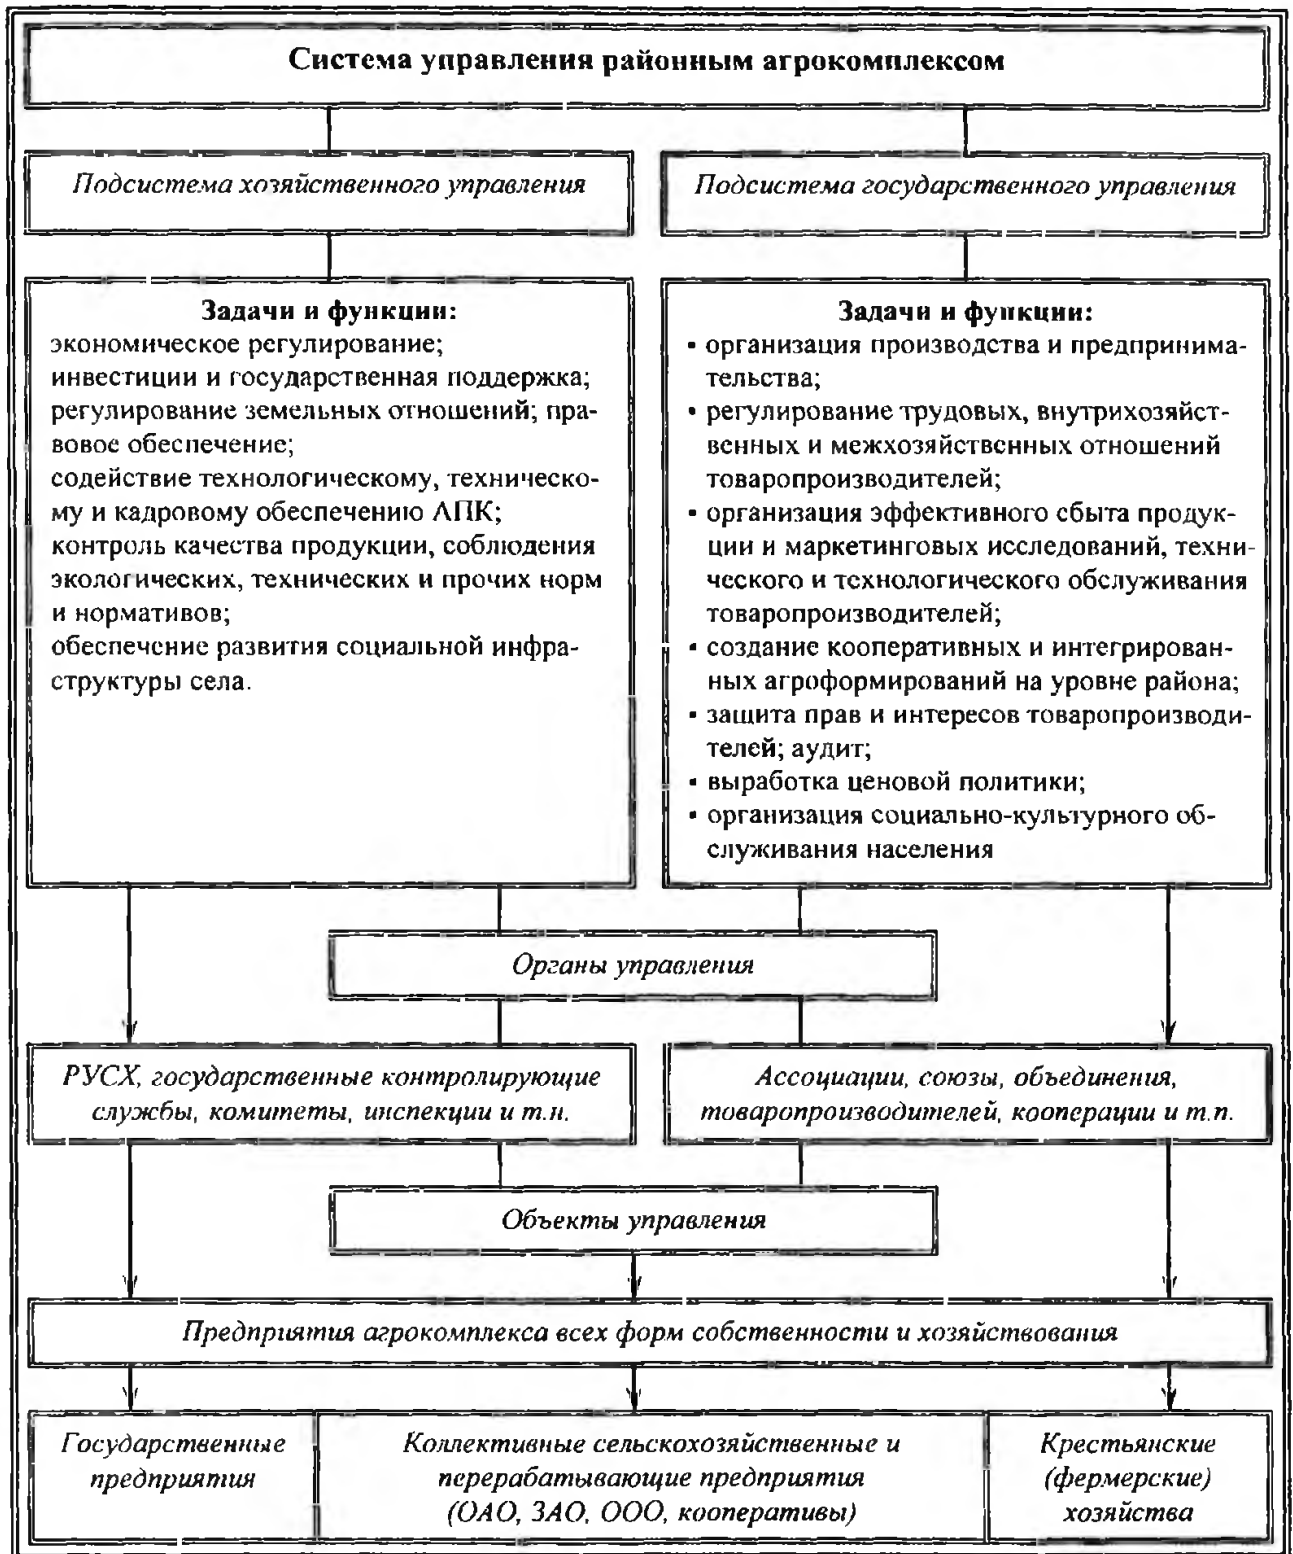 Система управления районным агрокомплексом
Подсистема хозяйственного управления
Подсистема государственного управления
Задачи и функции:
экономическое регулирование;
инвестиции и государственная поддержка;
регулирование земельных отношений; пра-
вовое обеспечение;
содействие технологическому, техническо-
му и кадровому обеспечению АПК;
контроль качества продукции, соблюдения
экологических, технических и прочих норм
и нормативов;
обеспечение развития социальной инфра-
структуры села.
Задачи и функции:
▪ организация производства и предпринима-
тельства;
▪ регулирование трудовых, внутрихозяйст-
венных и межхозяйственных отношений
товаропроизводителей;
▪ организация эффективного сбыта продук-
ции и маркетинговых исследований, техни-
ческого и технологического обслуживания
товаропроизводителей;
▪ создание кооперативных и интегрирован-
ных агроформирований на уровне района;
▪ защита прав и интересов товаропроизводи-
телей; аудит;
▪ выработка ценовой политики;
▪ организация социально-культурного об-
служивания населения
Органы управления
РУСХ, государственные контролирующие
службы, комитеты, инспекции и т.н.
Ассоциации, союзы, объединения,
товаропроизводителей, кооперации и т.п.
Объекты управления
Предприятия агрокомплекса всех форм собственности и хозяйствования
Государственные
предприятия
Коллективные сельскохозяйственные и
перерабатывающие предприятия
(ОАО, ЗАО, ООО, кооперативы)
Крестьянские
(фермерские)
хозяйства